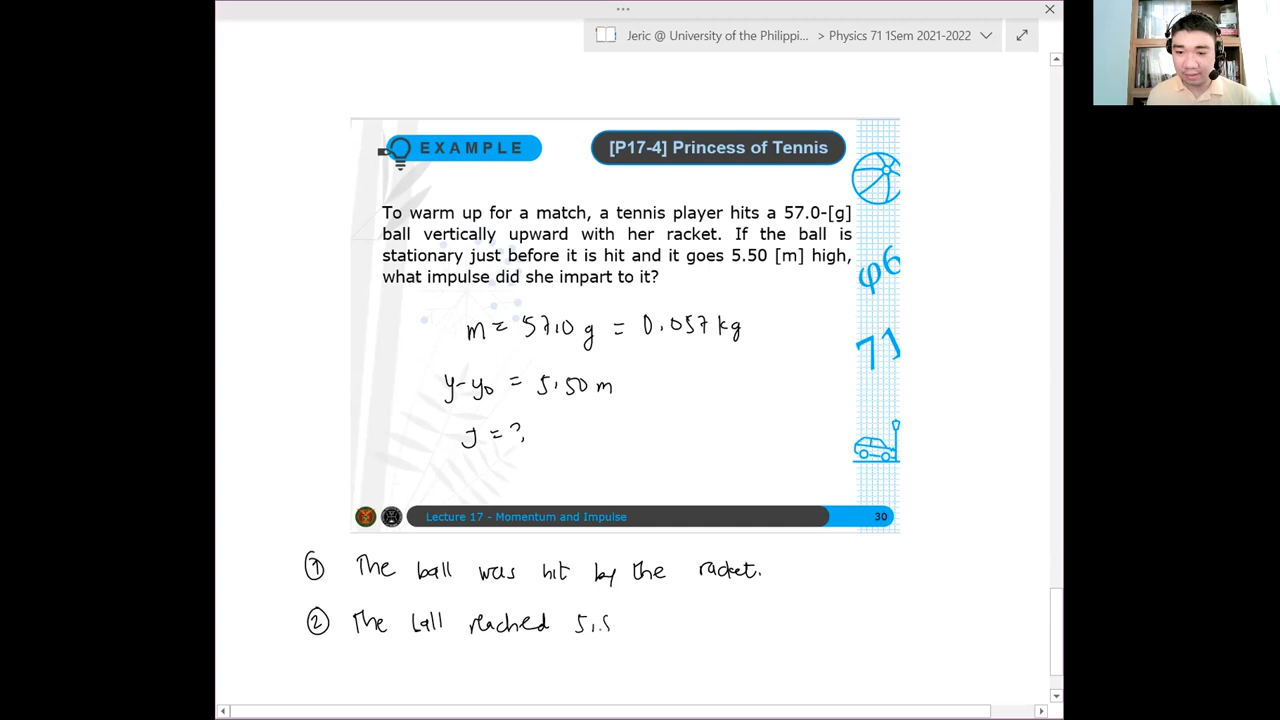 Jeric @ University of the Philippi... > Physics 71 1Sem 2021-2022
EXAMPLE
[P17-4] Princess of Tennis
To warm up for a match, a tennis player hits a 57.0-[g]
ball vertically upward with her racket. If the ball is
stationary just before it is hit and it goes 5.50 [m] high,
what impulse did she impart to it?
m = 57.0 g = 0.057 kg
y-y₀ = 5.50 m
J = ?
φ6
71
Lecture 17 - Momentum and Impulse
30
① The ball was hit by the racket.
② The ball reached 5.5